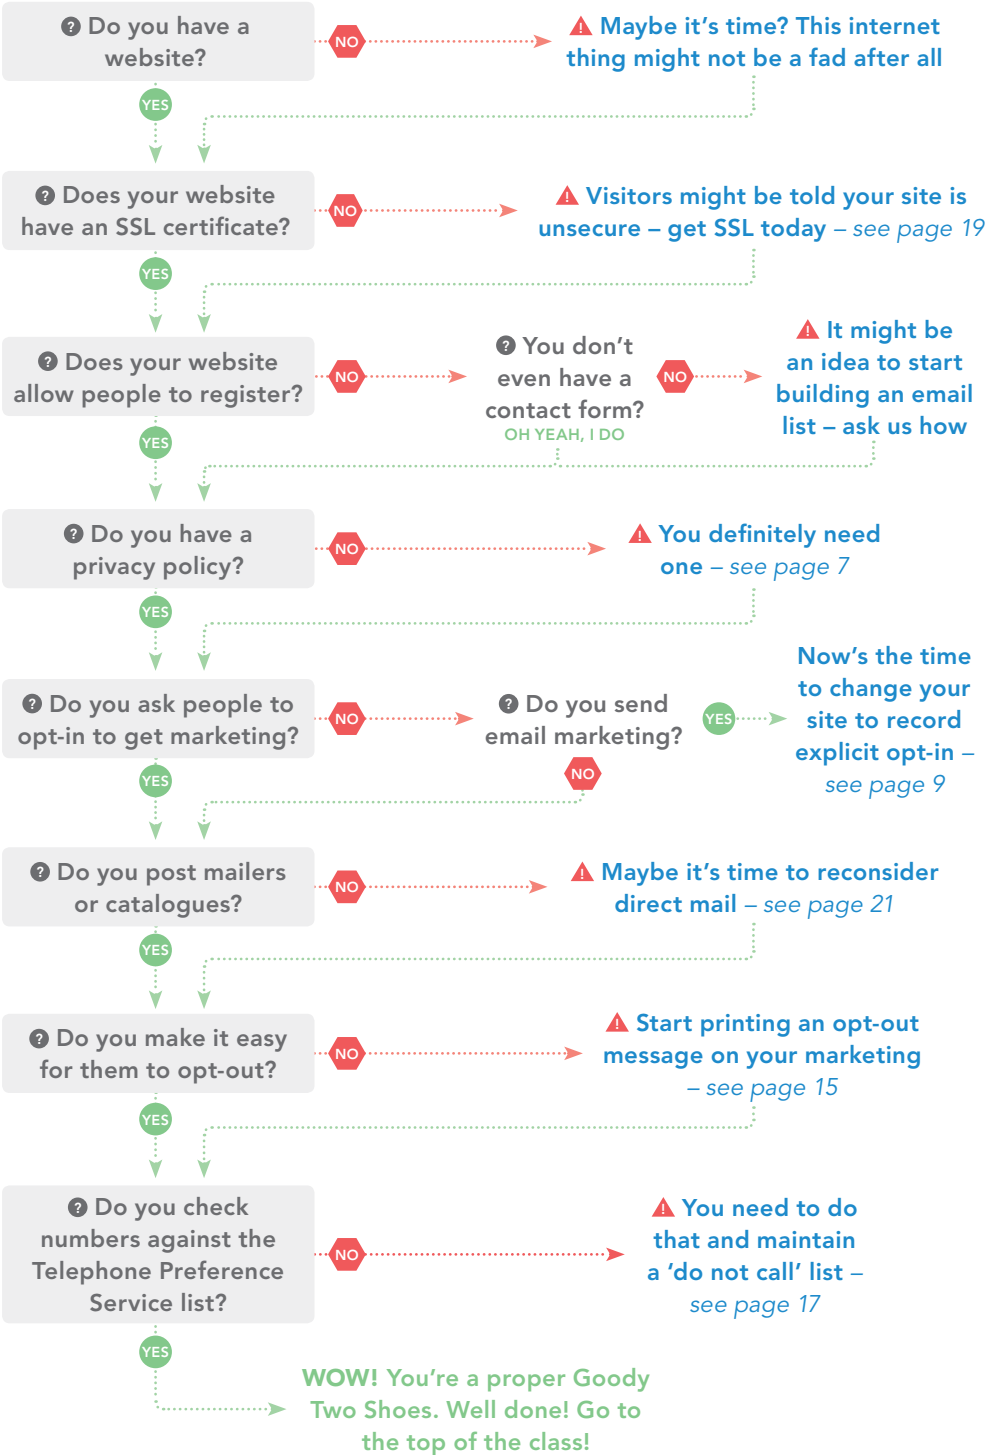 ? Do you have a
website?
NO
! Maybe it’s time? This internet
thing might not be a fad after all
YES
? Does your website
have an SSL certificate?
NO
! Visitors might be told your site is
unsecure – get SSL today – see page 19
YES
? Does your website
allow people to register?
NO
? You don’t
even have a
contact form?
OH YEAH, I DO
NO
! It might be
an idea to start
building an email
list – ask us how
YES
? Do you have a
privacy policy?
NO
! You definitely need
one – see page 7
YES
? Do you ask people to
opt-in to get marketing?
NO
? Do you send
email marketing?
YES
Now’s the time
to change your
site to record
explicit opt-in –
see page 9
NO
YES
? Do you post mailers
or catalogues?
NO
! Maybe it’s time to reconsider
direct mail – see page 21
YES
? Do you make it easy
for them to opt-out?
NO
! Start printing an opt-out
message on your marketing
– see page 15
YES
? Do you check
numbers against the
Telephone Preference
Service list?
NO
! You need to do
that and maintain
a ‘do not call’ list –
see page 17
YES
WOW! You’re a proper Goody
Two Shoes. Well done! Go to
the top of the class!